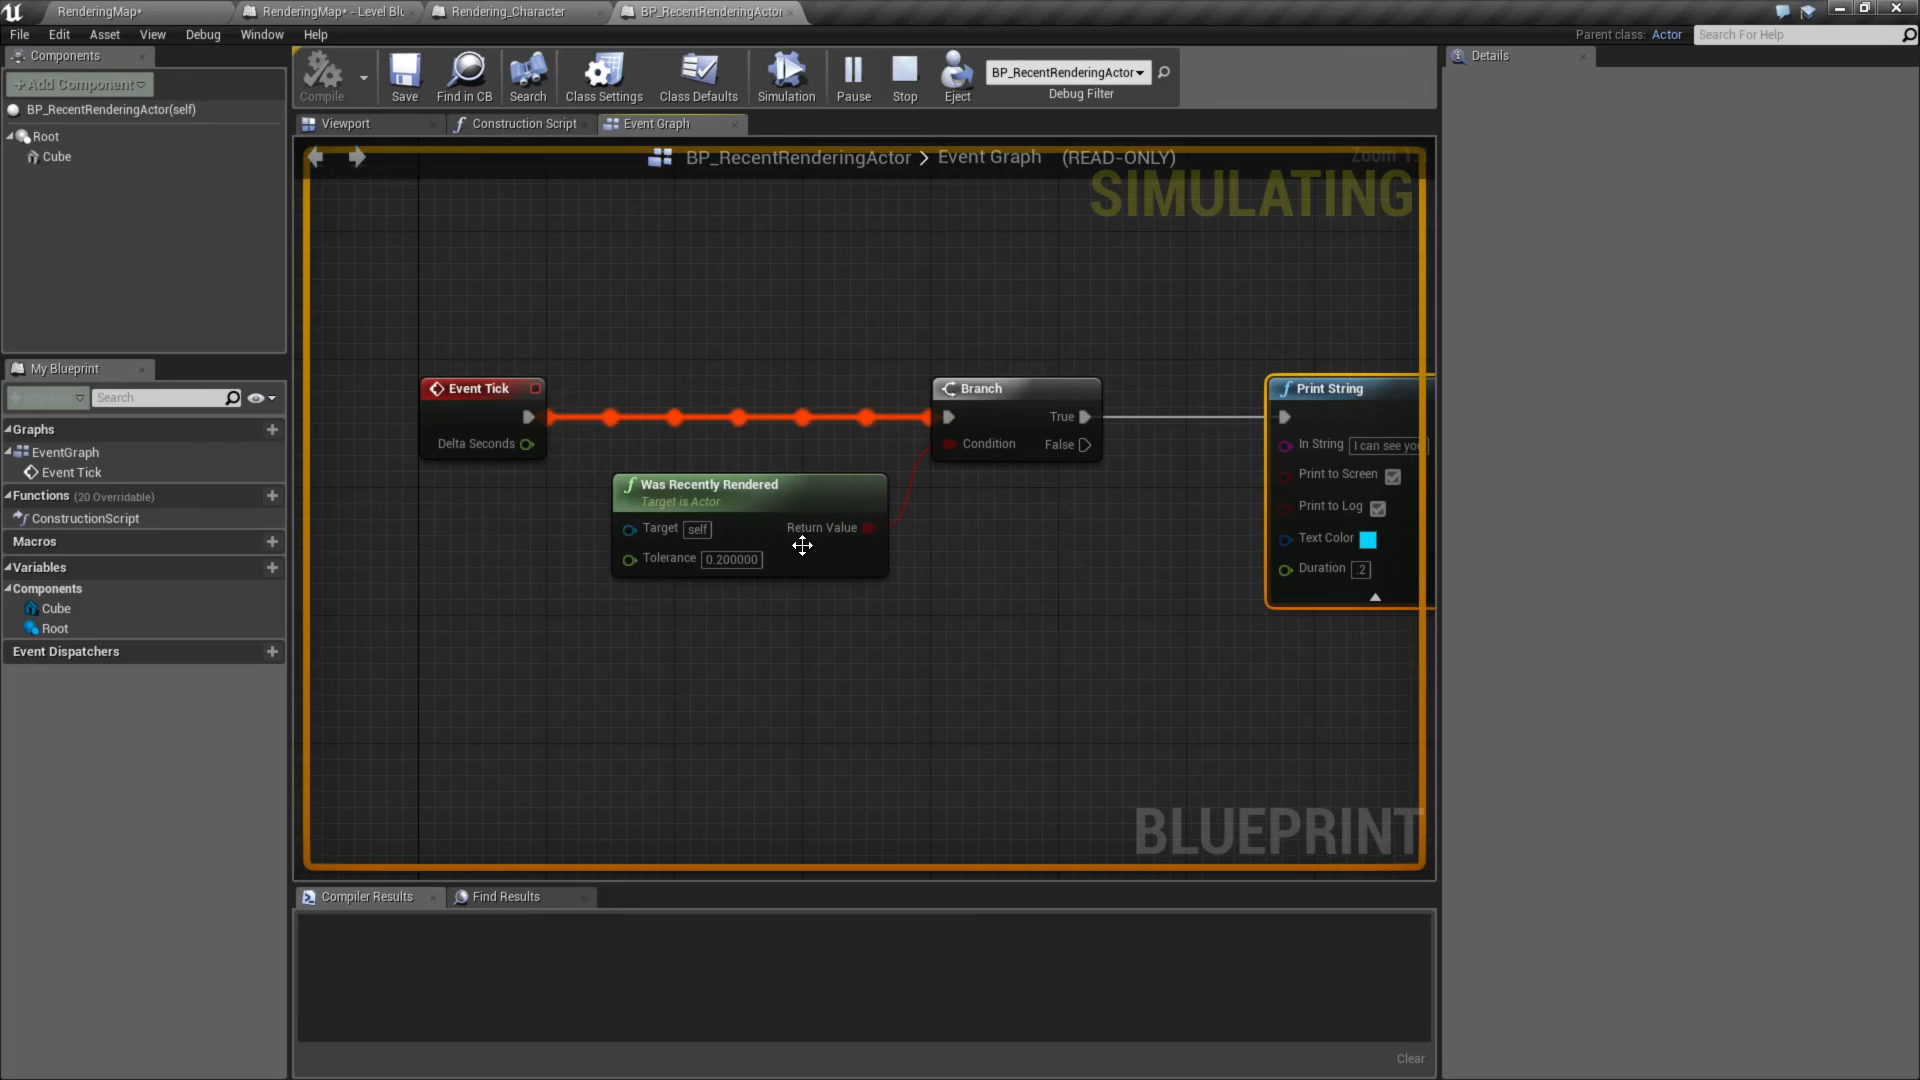 RenderingMap*
RenderingMap* - Level Blu
Rendering_Character
BP_RecentRenderingActor
File Edit Asset View Debug Window Help
Parent class: Actor
Search For Help
Components
+Add Component
BP_RecentRenderingActor(self)
Root
Cube
Compile
Save
Find in CB
Search
Class Settings
Class Defaults
Simulation
Pause
Stop
Eject
BP_RecentRenderingActor
Debug Filter
Details
Viewport
Construction Script
Event Graph
BP_RecentRenderingActor > Event Graph (READ-ONLY)
Zoom 1:1
SIMULATING
Event Tick
Delta Seconds
Was Recently Rendered
Target is Actor
Target self
Return Value
Tolerance 0.200000
Branch
True
Condition
False
Print String
In String I can see you
Print to Screen
Print to Log
Text Color
Duration .2
BLUEPRINT
My Blueprint
Search
Graphs
EventGraph
Event Tick
Functions (20 Overridable)
ConstructionScript
Macros
Variables
Components
Cube
Root
Event Dispatchers
Compiler Results
Find Results
Clear